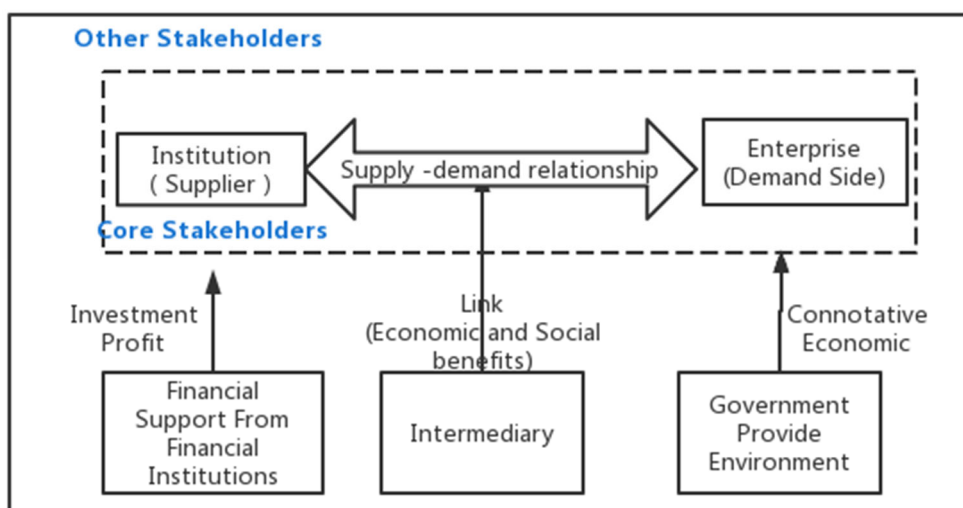 Other Stakeholders
Institution
( Supplier )
Supply -demand relationship
Enterprise
(Demand Side)
Core Stakeholders
Investment
Profit
Link
(Economic and Social
benefits)
Connotative
Economic
Financial
Support From
Financial
Institutions
Intermediary
Government
Provide
Environment